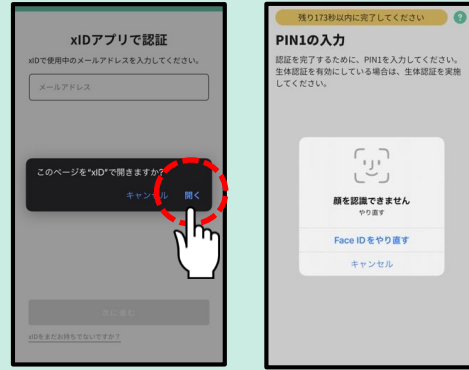 xIDアプリで認証
xIDで使用中のメールアドレスを入力してください。
メールアドレス
このページを"xID"で開きますか?
キャンセル 開く
次に進む
xIDをまだお持ちでないですか?
残り173秒以内に完了してください
?
PIN1の入力
認証を完了するために、PIN1を入力してください。
生体認証を有効にしている場合は、生体認証を実施
してください。
顔を認識できません
やり直す
Face IDをやり直す
キャンセル